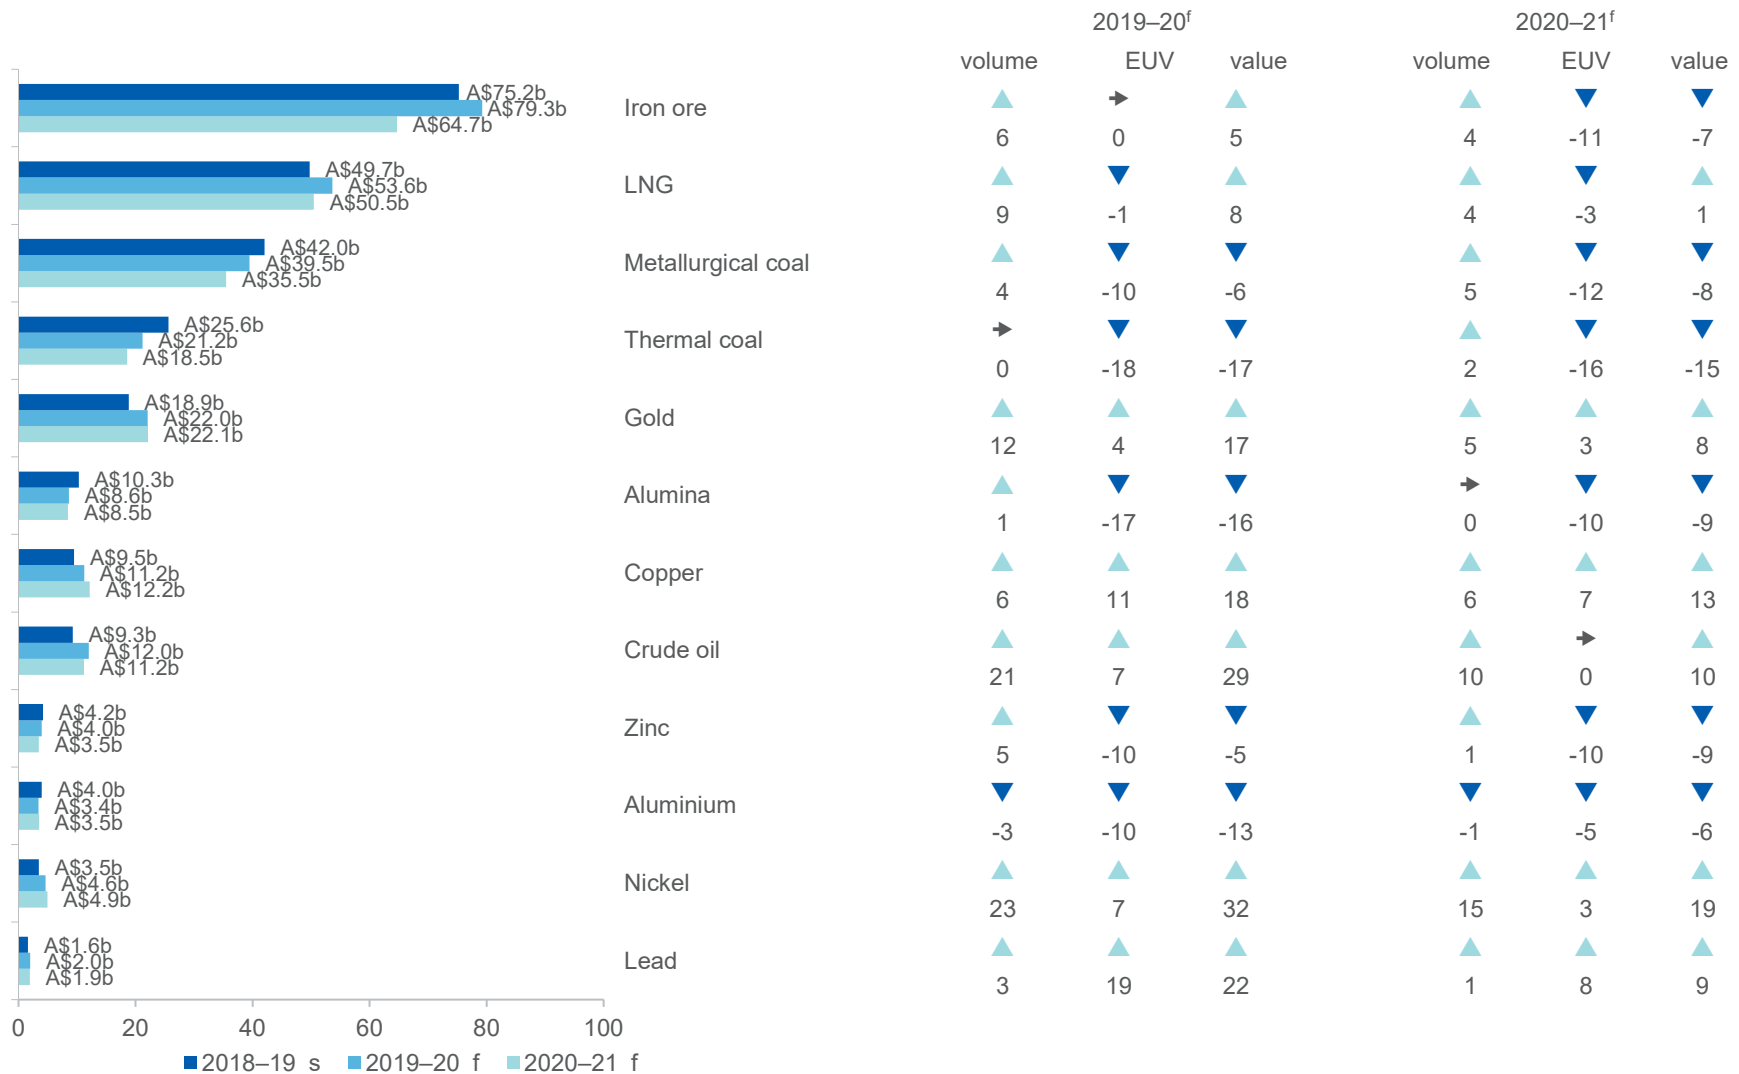 2019–20f 2020–21f
volume EUV value volume EUV value
A$75.2b
A$79.3b
A$64.7b
Iron ore
6 0 5 4 -11 -7
A$49.7b
A$53.6b
A$50.5b
LNG
9 -1 8 4 -3 1
A$42.0b
A$39.5b
A$35.5b
Metallurgical coal
4 -10 -6 5 -12 -8
A$25.6b
A$21.2b
A$18.5b
Thermal coal
0 -18 -17 2 -16 -15
A$18.9b
A$22.0b
A$22.1b
Gold
12 4 17 5 3 8
A$10.3b
A$8.6b
A$8.5b
Alumina
1 -17 -16 0 -10 -9
A$9.5b
A$11.2b
A$12.2b
Copper
6 11 18 6 7 13
A$9.3b
A$12.0b
A$11.2b
Crude oil
21 7 29 10 0 10
A$4.2b
A$4.0b
A$3.5b
Zinc
5 -10 -5 1 -10 -9
A$4.0b
A$3.4b
A$3.5b
Aluminium
-3 -10 -13 -1 -5 -6
A$3.5b
A$4.6b
A$4.9b
Nickel
23 7 32 15 3 19
A$1.6b
A$2.0b
A$1.9b
Lead
3 19 22 1 8 9
0 20 40 60 80 100
2018–19 s 2019–20 f 2020–21 f